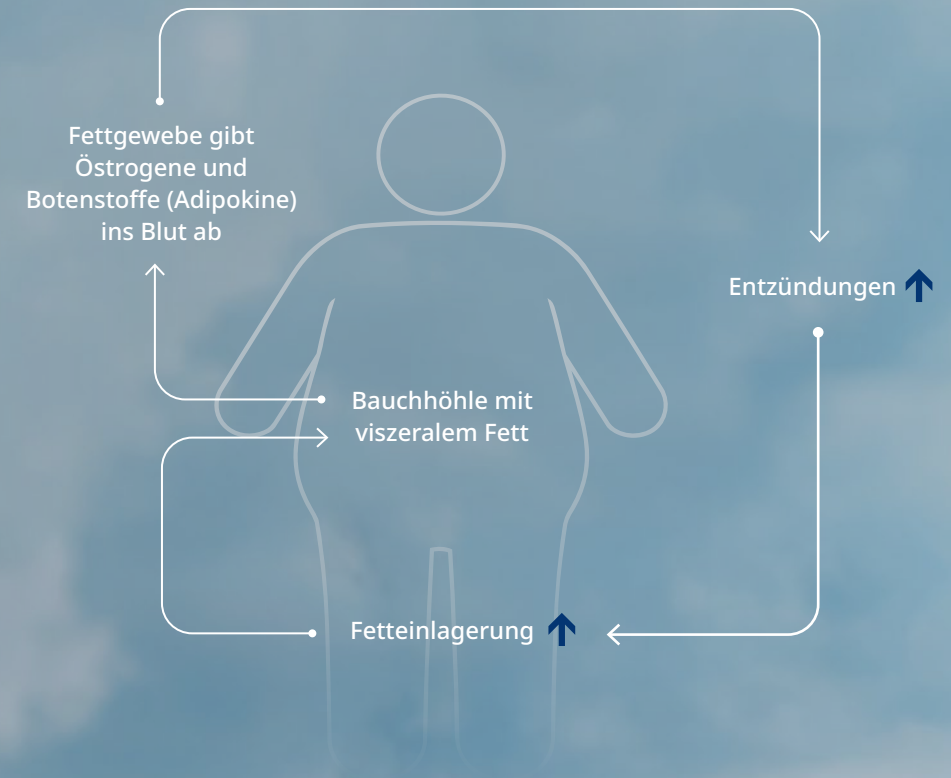 Fettgewebe gibt
Östrogene und
Botenstoffe (Adipokine)
ins Blut ab
Entzündungen
Bauchhöhle mit
viszeralem Fett
Fetteinlagerung